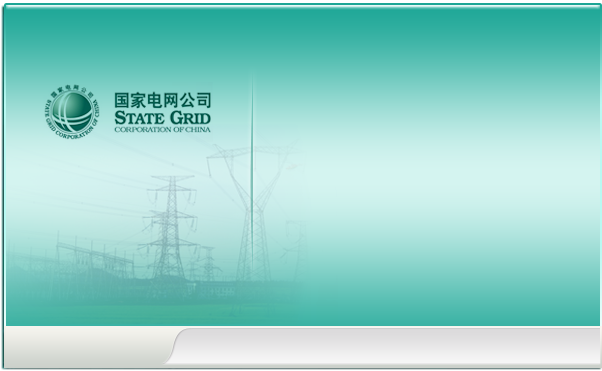 国家电网公司
STATE GRID CORPORATION OF CHINA
国家电网公司
STATE GRID
CORPORATION OF CHINA